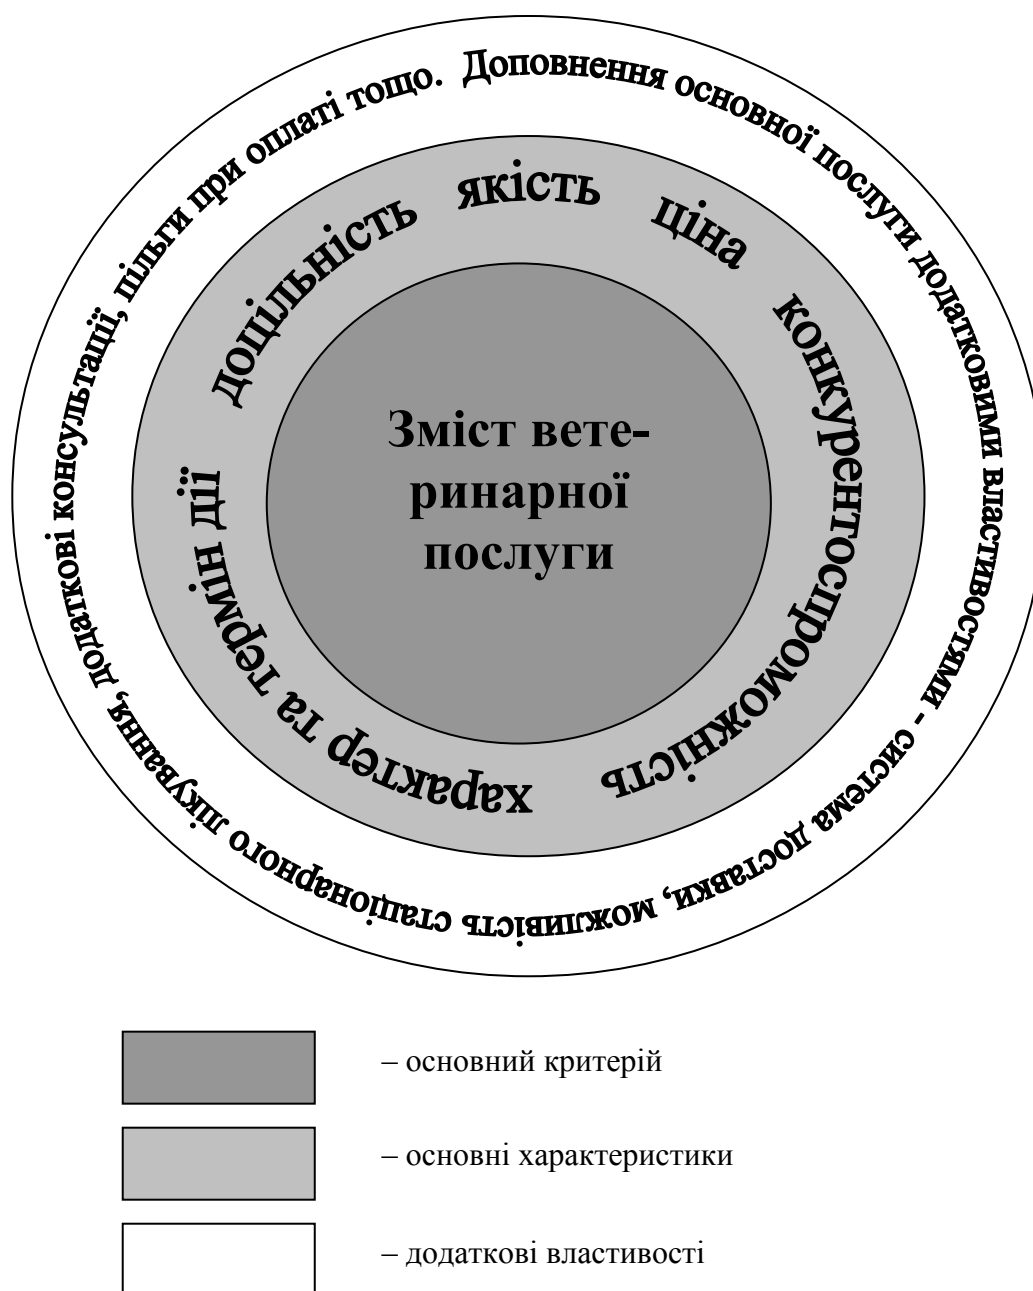 Доповнення основної послуги додатковими властивостями - система доставки, можливість стаціонарного лікування, додаткові консультації, пільги при оплаті тощо.
доцільність якість ціна конкурентоспроможність характер та термін дії
Зміст вете-
ринарної
послуги
– основний критерій
– основні характеристики
– додаткові властивості